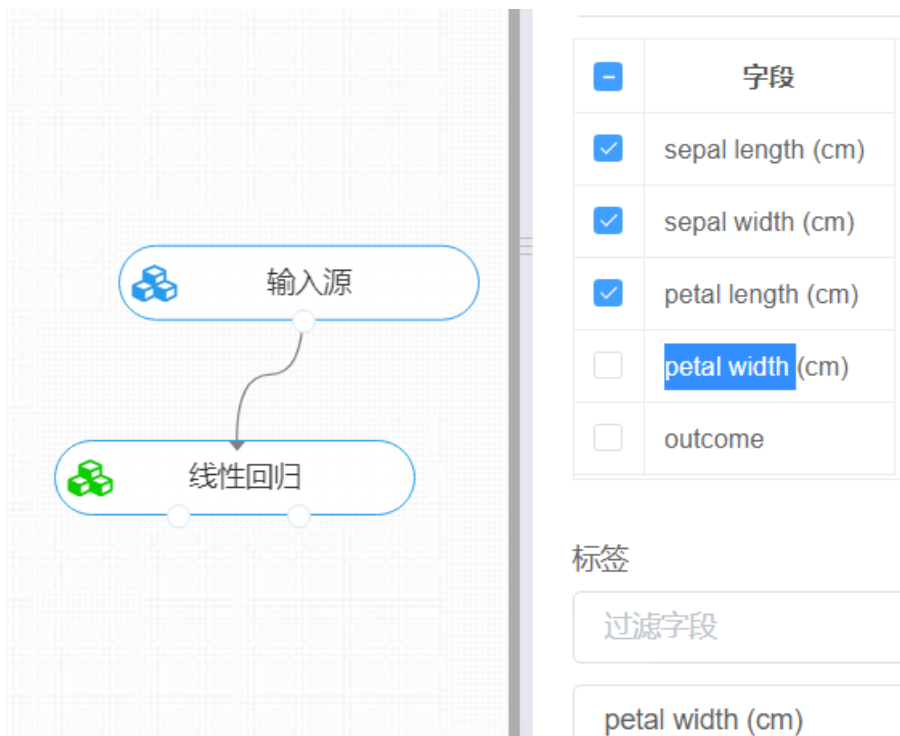 输入源
线性回归
字段
sepal length (cm)
sepal width (cm)
petal length (cm)
petal width (cm)
outcome
标签
过滤字段
petal width (cm)